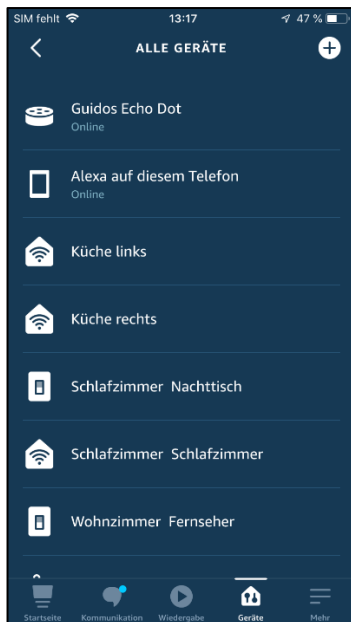 SIM fehlt 13:17 47 %
ALLE GERÄTE
Guidos Echo Dot
Online
Alexa auf diesem Telefon
Online
Küche links
Küche rechts
Schlafzimmer Nachttisch
Schlafzimmer Schlafzimmer
Wohnzimmer Fernseher
Startseite Kommunikation Wiedergabe Geräte Mehr